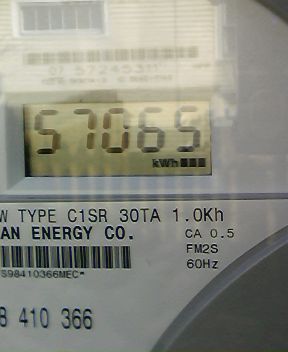 57065
kWh
W TYPE C1SR 30TA 1.0Kh
AN ENERGY CO. CA 0.5
FM2S
S98410366MEC* 60Hz
B 410 366